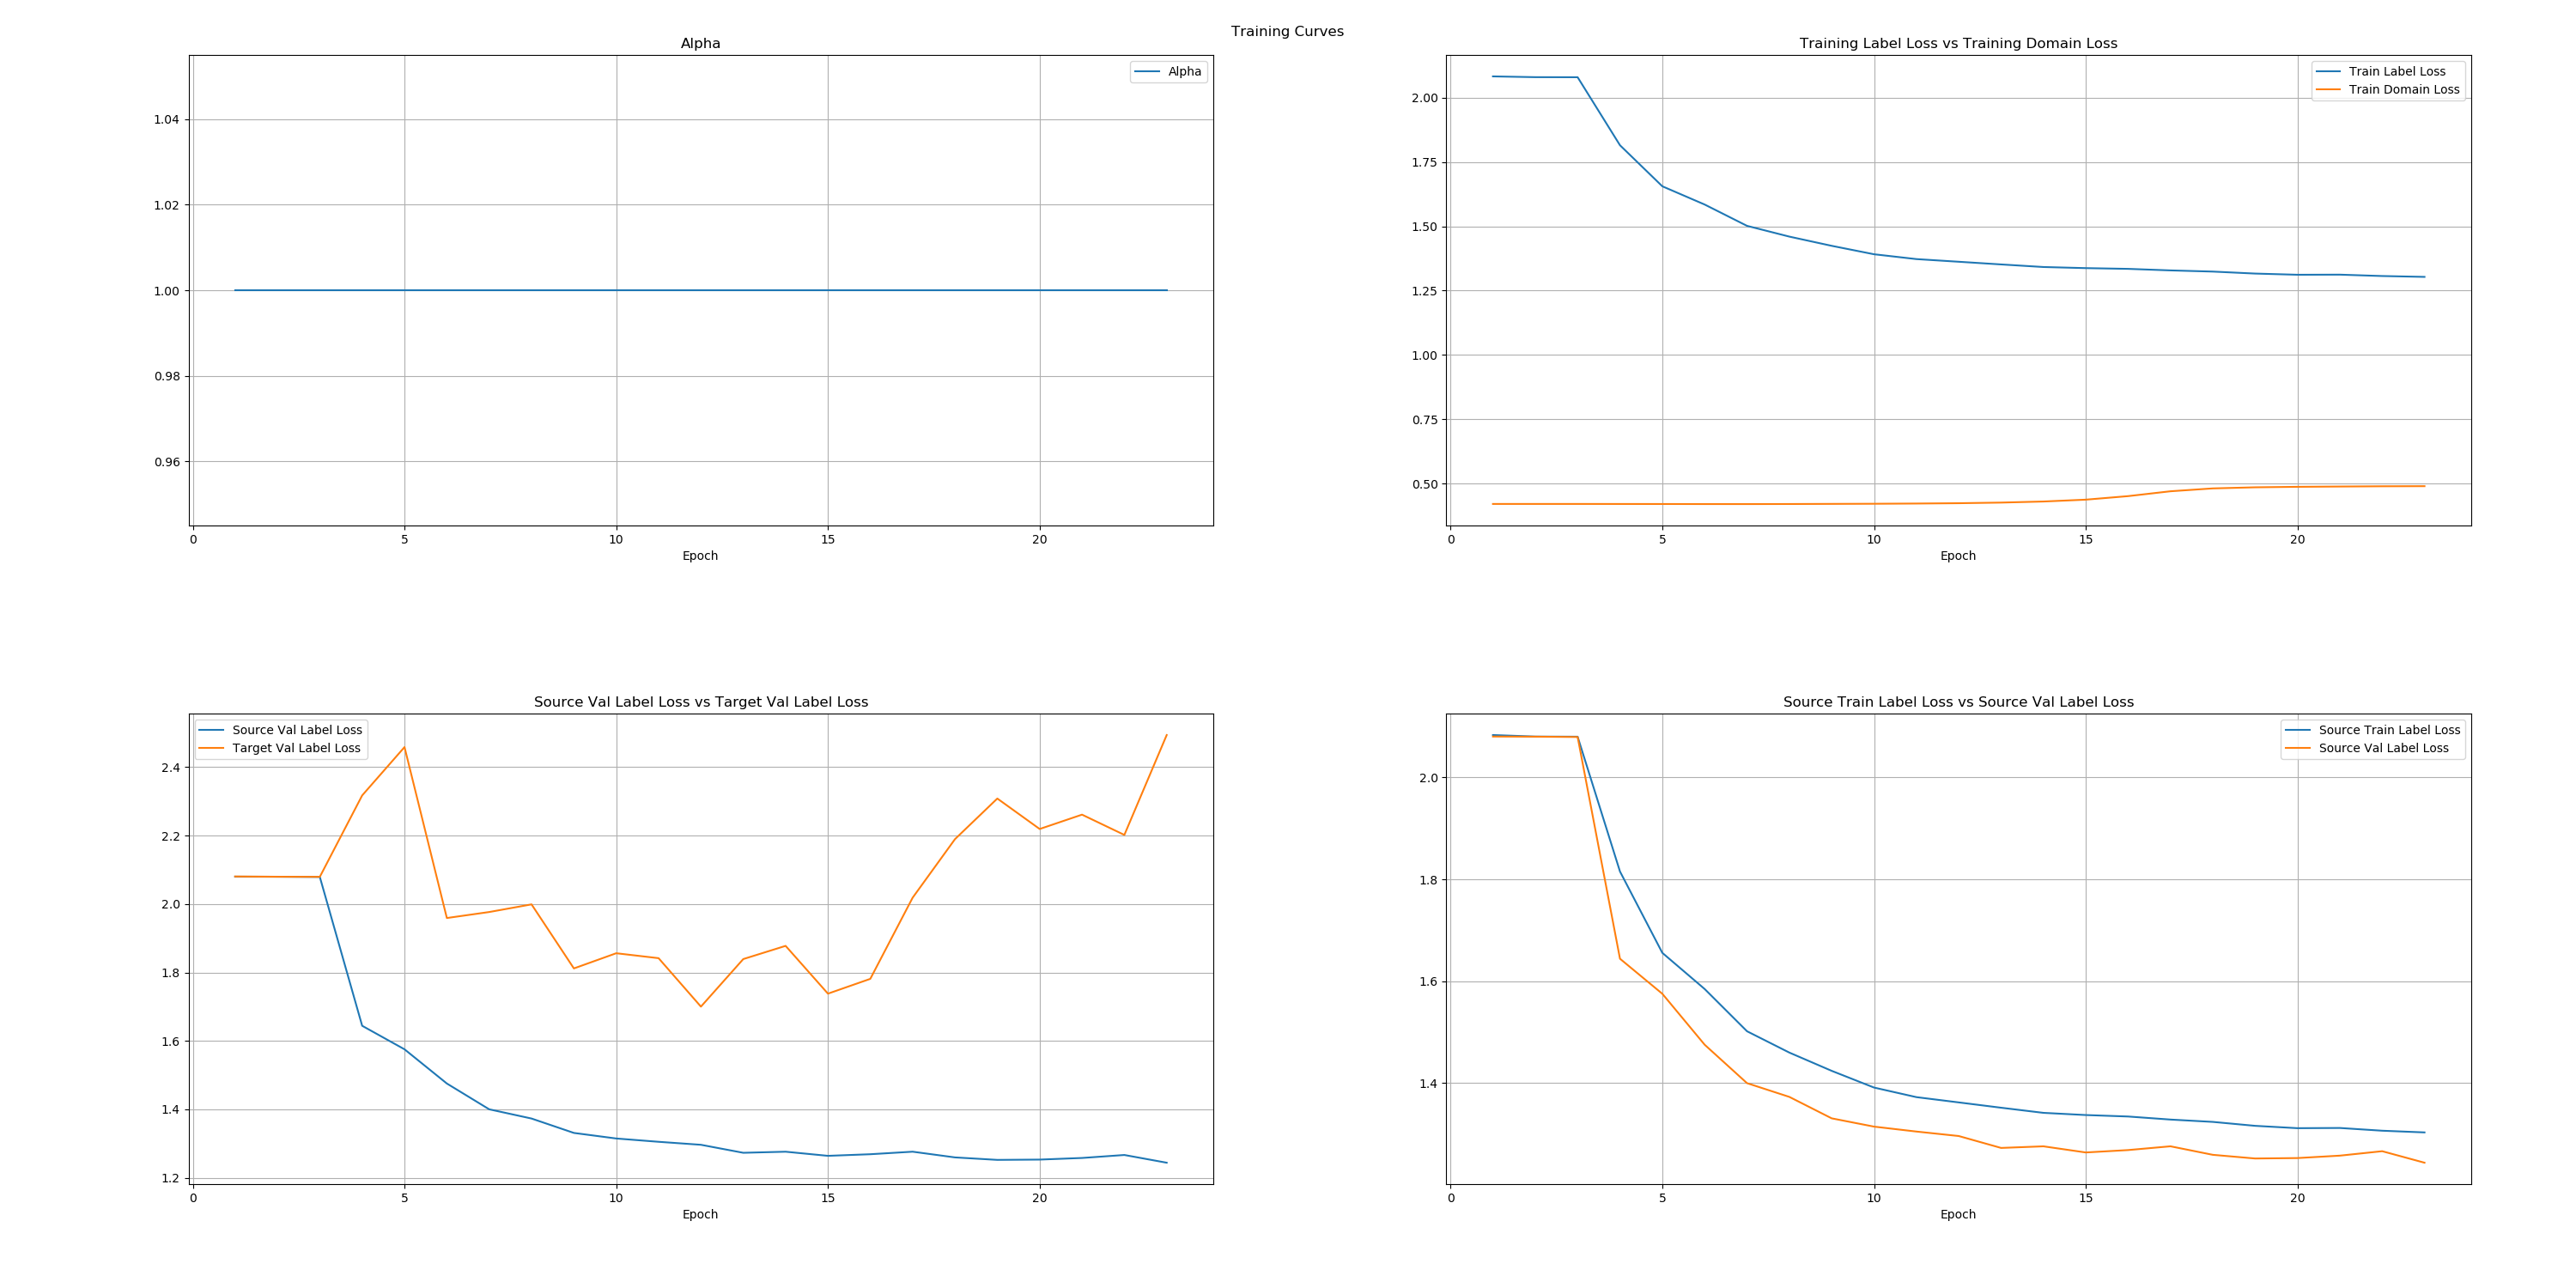 Training Curves
Alpha
Alpha
1.04
1.02
1.00
0.98
0.96
0
5
10
15
20
Epoch
Training Label Loss vs Training Domain Loss
Train Label Loss
Train Domain Loss
2.00
1.75
1.50
1.25
1.00
0.75
0.50
0
5
10
15
20
Epoch
Source Val Label Loss vs Target Val Label Loss
Source Val Label Loss
Target Val Label Loss
2.4
2.2
2.0
1.8
1.6
1.4
1.2
0
5
10
15
20
Epoch
Source Train Label Loss vs Source Val Label Loss
Source Train Label Loss
Source Val Label Loss
2.0
1.8
1.6
1.4
0
5
10
15
20
Epoch